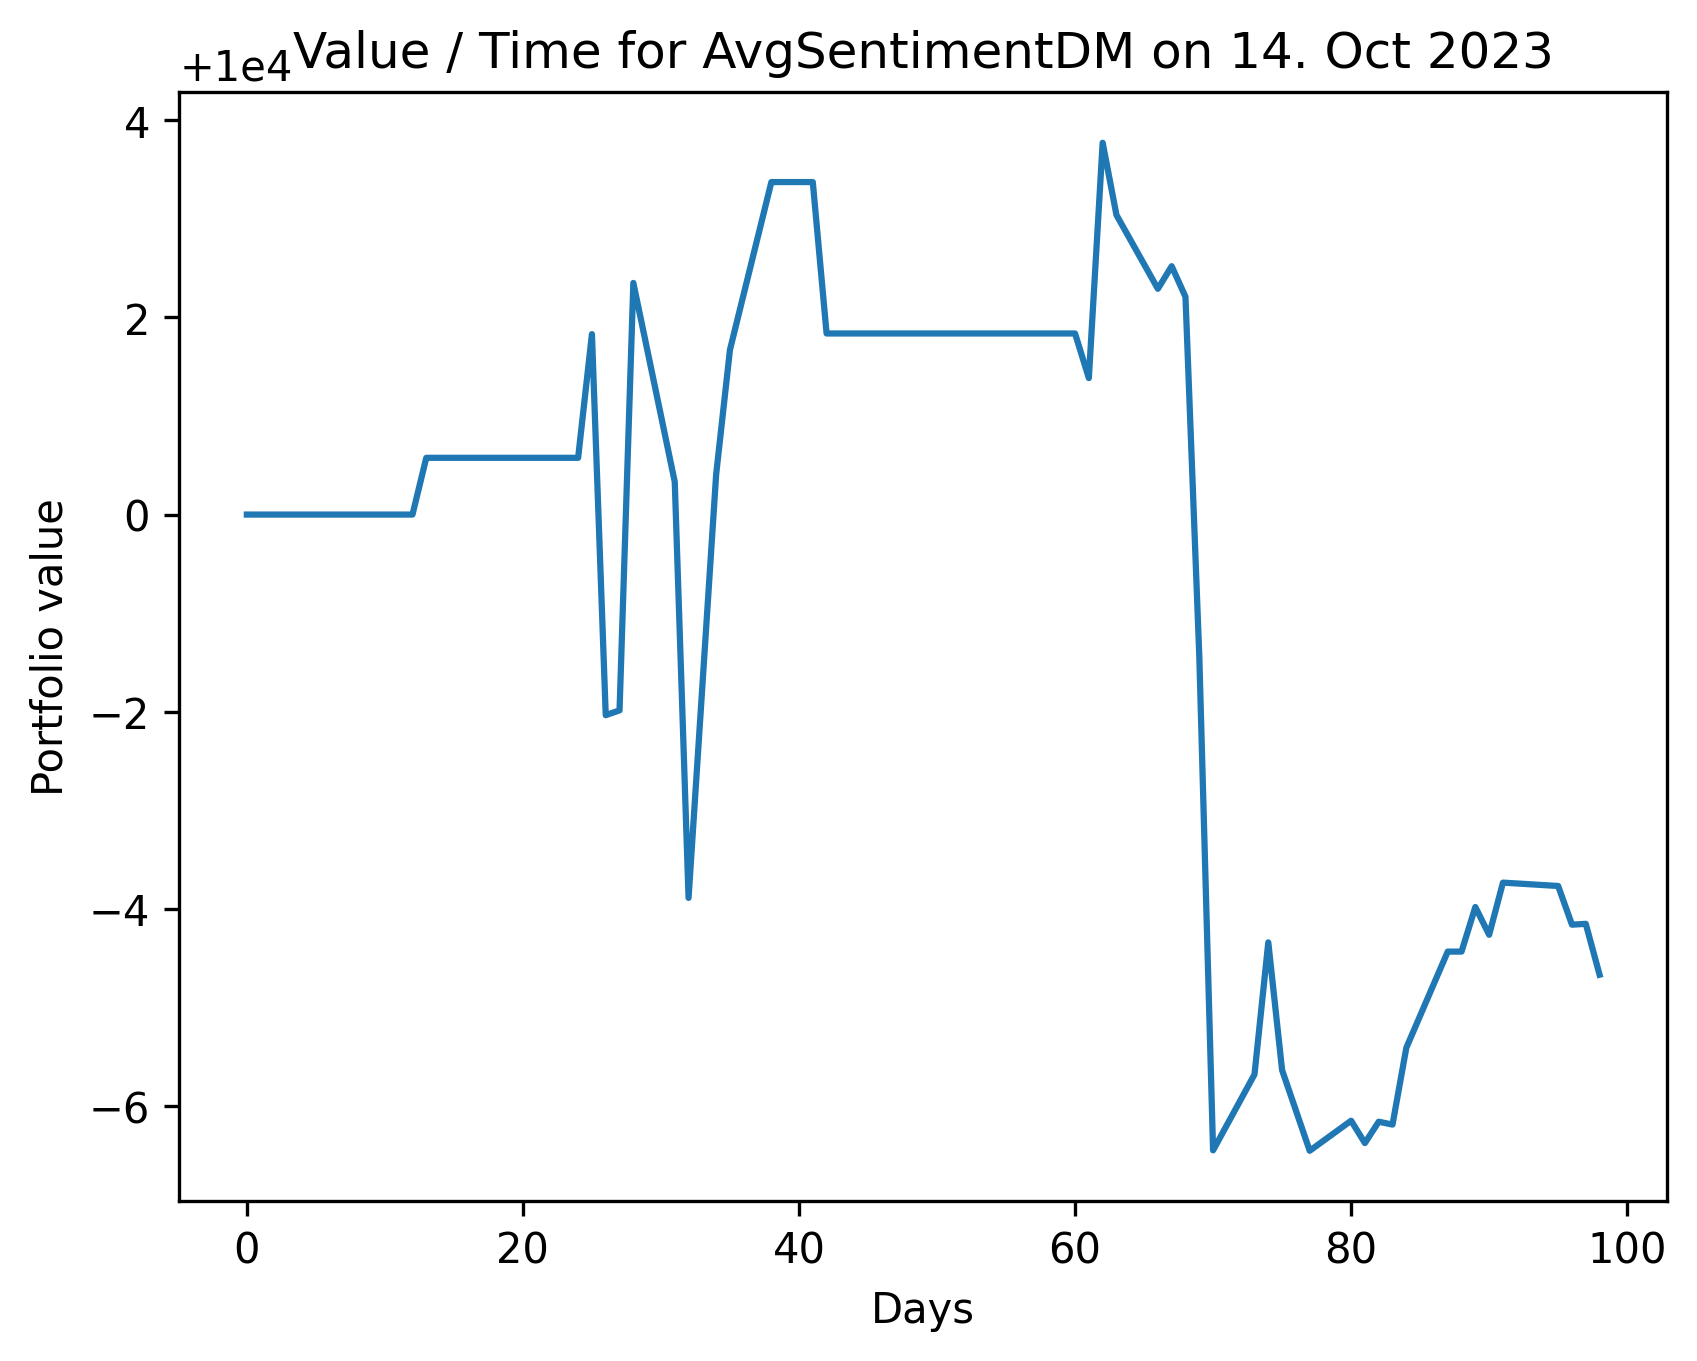 Value / Time for AvgSentimentDM on 14. Oct 2023
+1e4
4
2
0
−2
−4
−6
Portfolio value
0 20 40 60 80 100
Days